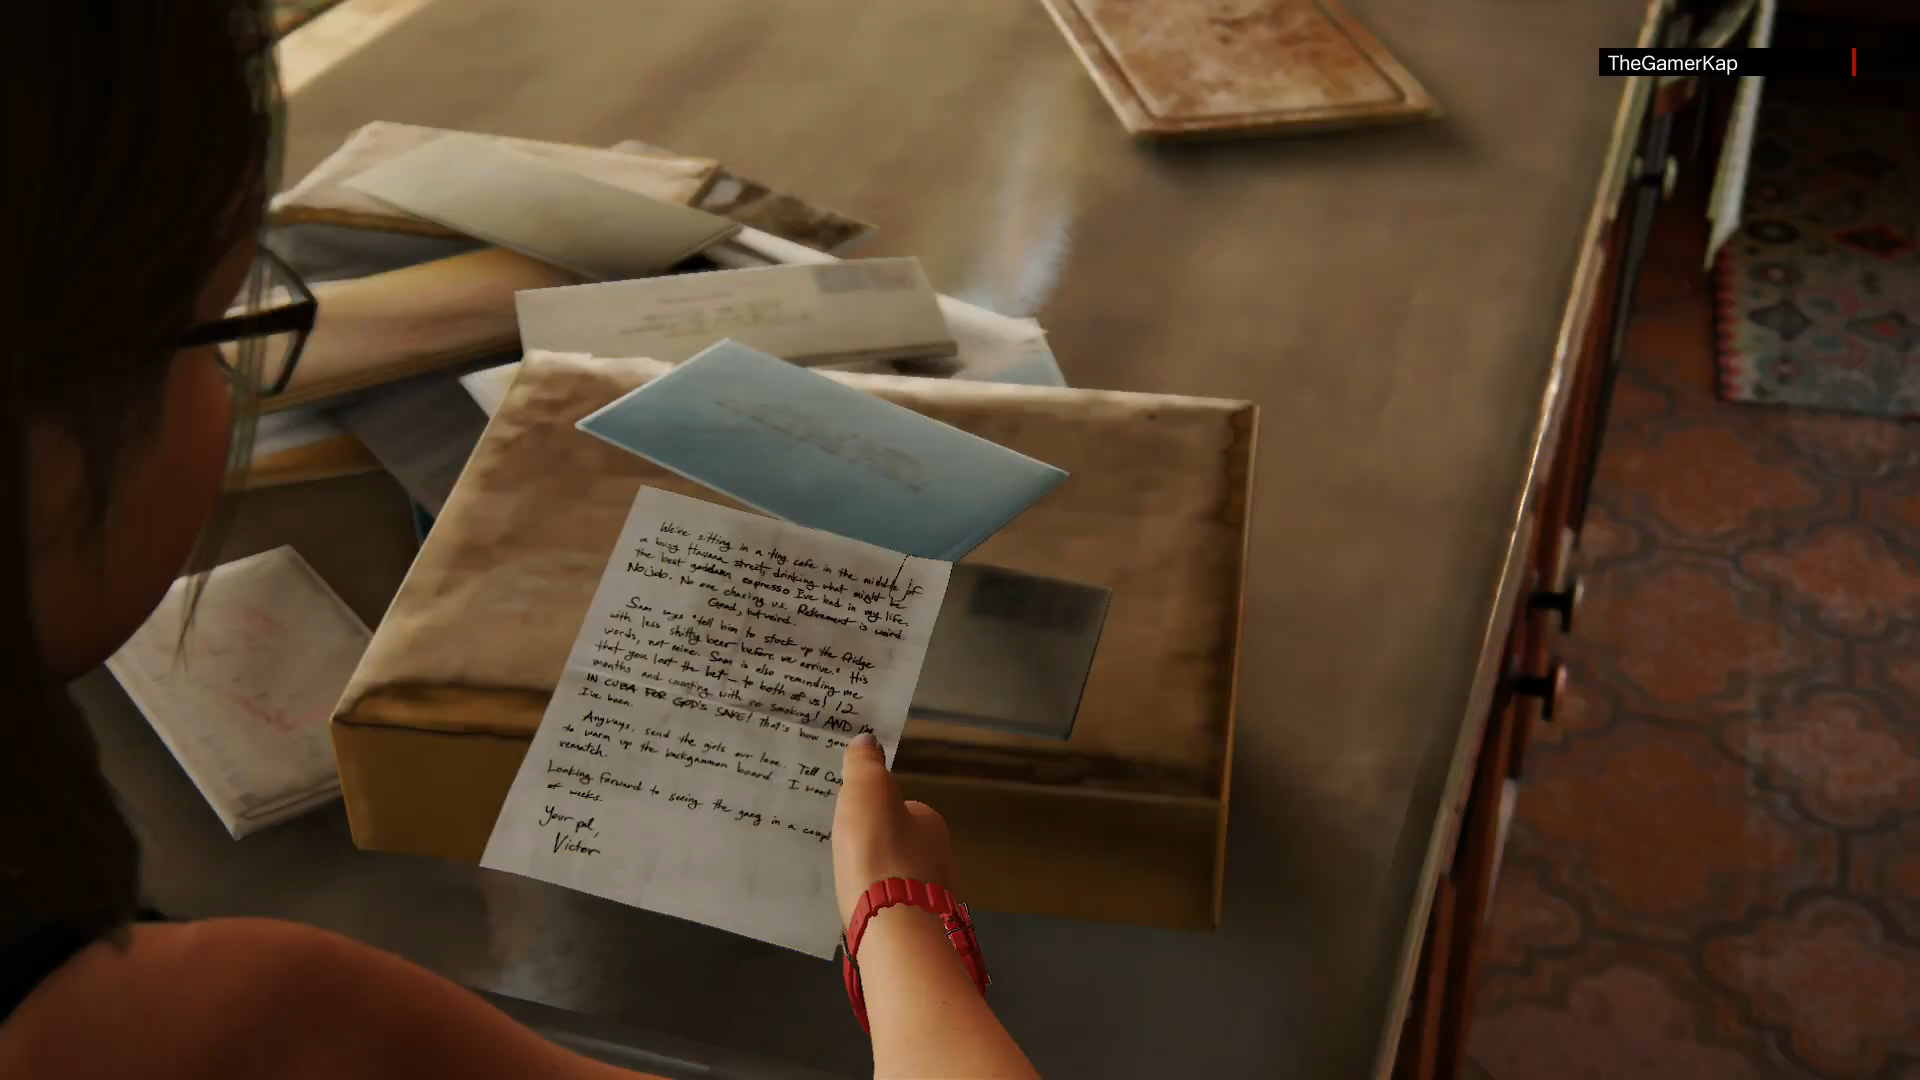 TheGamerKap
We're sitting in a tiny cafe in the middle of
a busy Havana street, drinking what might be
the best goddamn espresso I've had in my life.
No job. No one chasing us. Retirement is weird.
Good, but weird.
Sam says "tell him to stock up the fridge
with less shitty beer before we arrive." His
words, not mine. Sam is also reminding me
that you lost the bet — to both of us! 12
months and counting with no smoking! AND I'm
IN CUBA FOR GOD'S SAKE! That's how good
I've been.
Anyways, send the girls our love. Tell Cas
to warm up the backgammon board. I want
rematch.
Looking forward to seeing the gang in a coupl
of weeks.
Your pal,
Victor